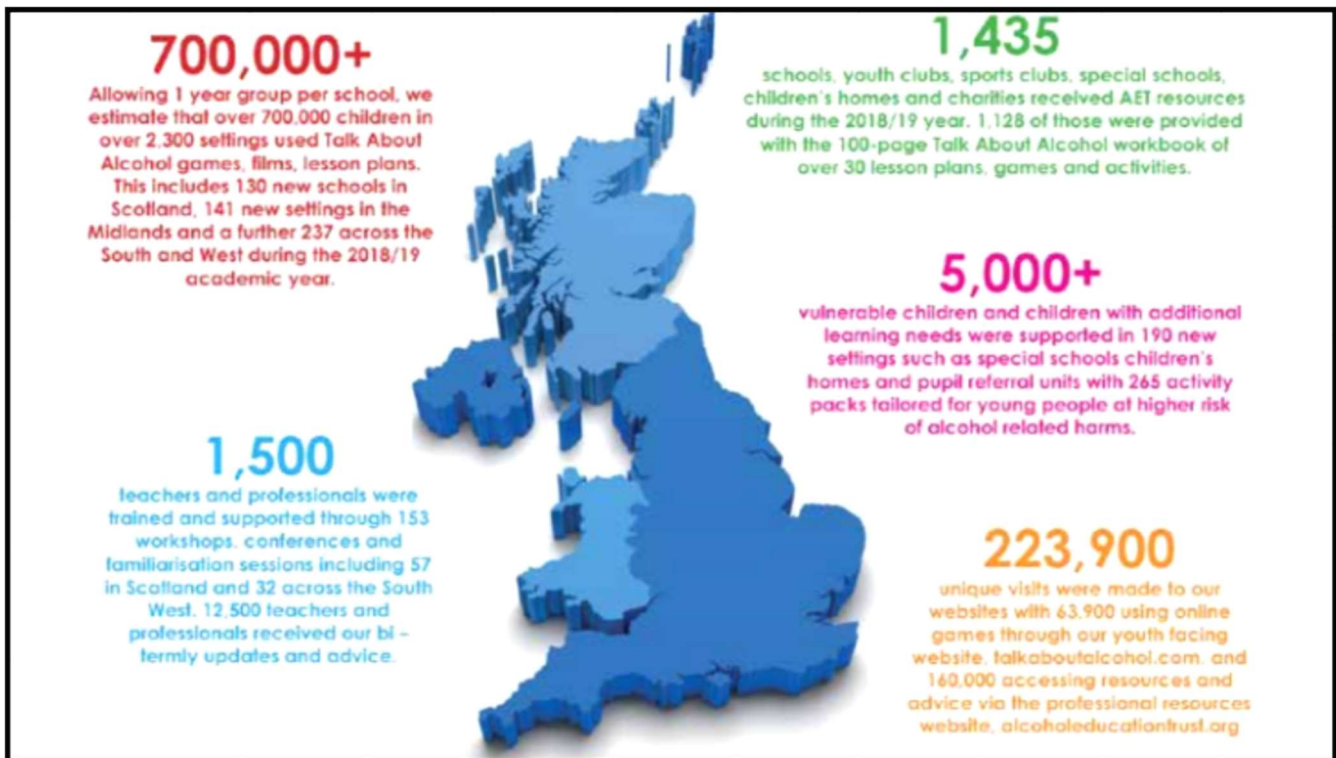 700,000+
Allowing 1 year group per school, we
estimate that over 700,000 children in
over 2,300 settings used Talk About
Alcohol games, films, lesson plans.
This includes 130 new schools in
Scotland, 141 new settings in the
Midlands and a further 237 across the
South and West during the 2018/19
academic year.
1,435
schools, youth clubs, sports clubs, special schools,
children's homes and charities received AET resources
during the 2018/19 year. 1,128 of those were provided
with the 100-page Talk About Alcohol workbook of
over 30 lesson plans, games and activities.
5,000+
vulnerable children and children with additional
learning needs were supported in 190 new
settings such as special schools children's
homes and pupil referral units with 265 activity
packs tailored for young people at higher risk
of alcohol related harms.
1,500
teachers and professionals were
trained and supported through 153
workshops, conferences and
familiarisation sessions including 57
in Scotland and 32 across the South
West. 12,500 teachers and
professionals received our bi –
termly updates and advice.
223,900
unique visits were made to our
websites with 63,900 using online
games through our youth facing
website, talkaboutalcohol.com, and
160,000 accessing resources and
advice via the professional resources
website, alcoholeducationtrust.org